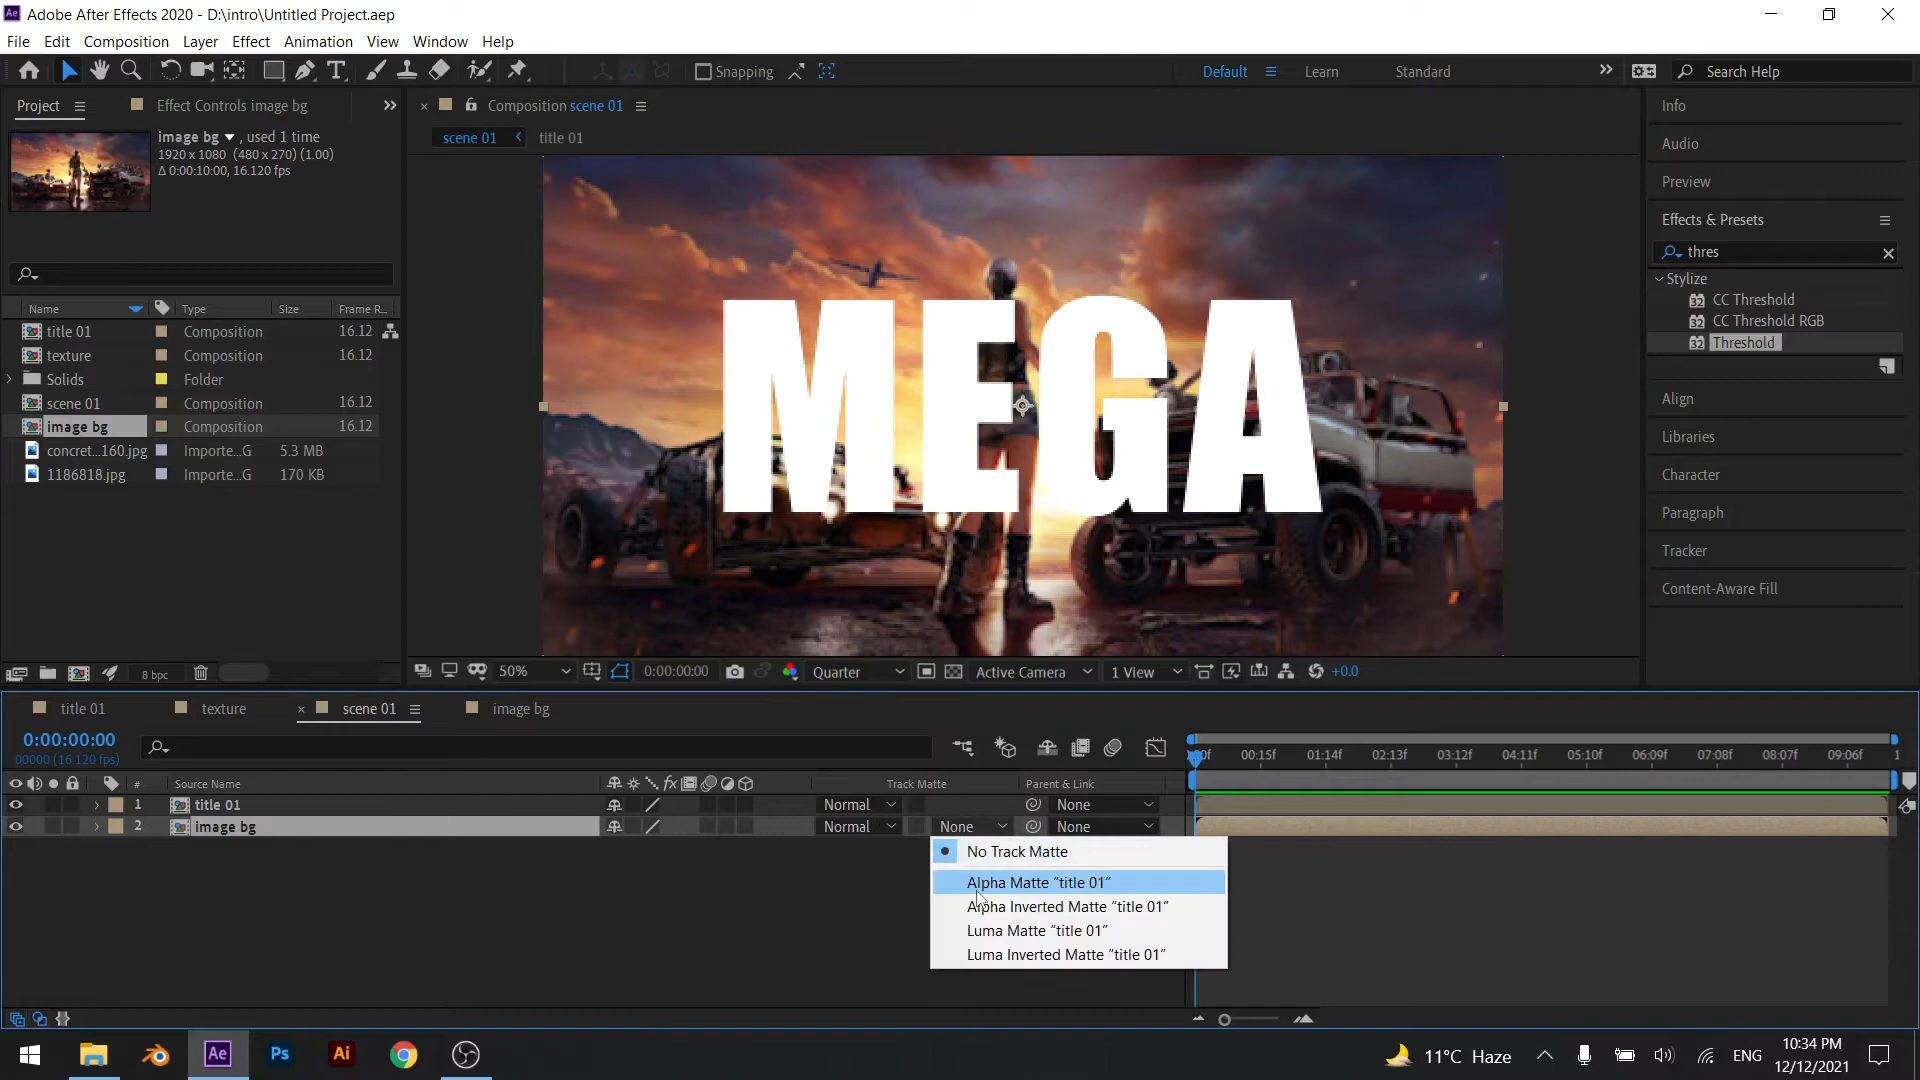 Adobe After Effects 2020 - D:\intro\Untitled Project.aep
File Edit Composition Layer Effect Animation View Window Help
Snapping Default Learn Standard Search Help
Project Effect Controls image bg
image bg , used 1 time
1920 x 1080 (480 x 270) (1.00)
Δ 0:00:10:00, 16.120 fps
Composition scene 01
scene 01 title 01
MEGA
Name Type Size Frame R...
title 01 Composition 16.12
texture Composition 16.12
Solids Folder
scene 01 Composition 16.12
image bg Composition 16.12
concret...160.jpg Importe...G 5.3 MB
1186818.jpg Importe...G 170 KB
8 bpc
50% 0:00:00:00 Quarter Active Camera 1 View +0.0
Info
Audio
Preview
Effects & Presets
thres
Stylize
32 CC Threshold
32 CC Threshold RGB
32 Threshold
Align
Libraries
Character
Paragraph
Tracker
Content-Aware Fill
title 01 texture scene 01 image bg
0:00:00:00
00000 (16.120 fps)
00f 00:15f 01:14f 02:13f 03:12f 04:11f 05:10f 06:09f 07:08f 08:07f 09:06f 1
# Source Name fx Track Matte Parent & Link
1 title 01 Normal None
2 image bg Normal None None
No Track Matte
Alpha Matte “title 01”
Alpha Inverted Matte “title 01”
Luma Matte “title 01”
Luma Inverted Matte “title 01”
Ae Ps Ai
11°C Haze ENG
10:34 PM
12/12/2021